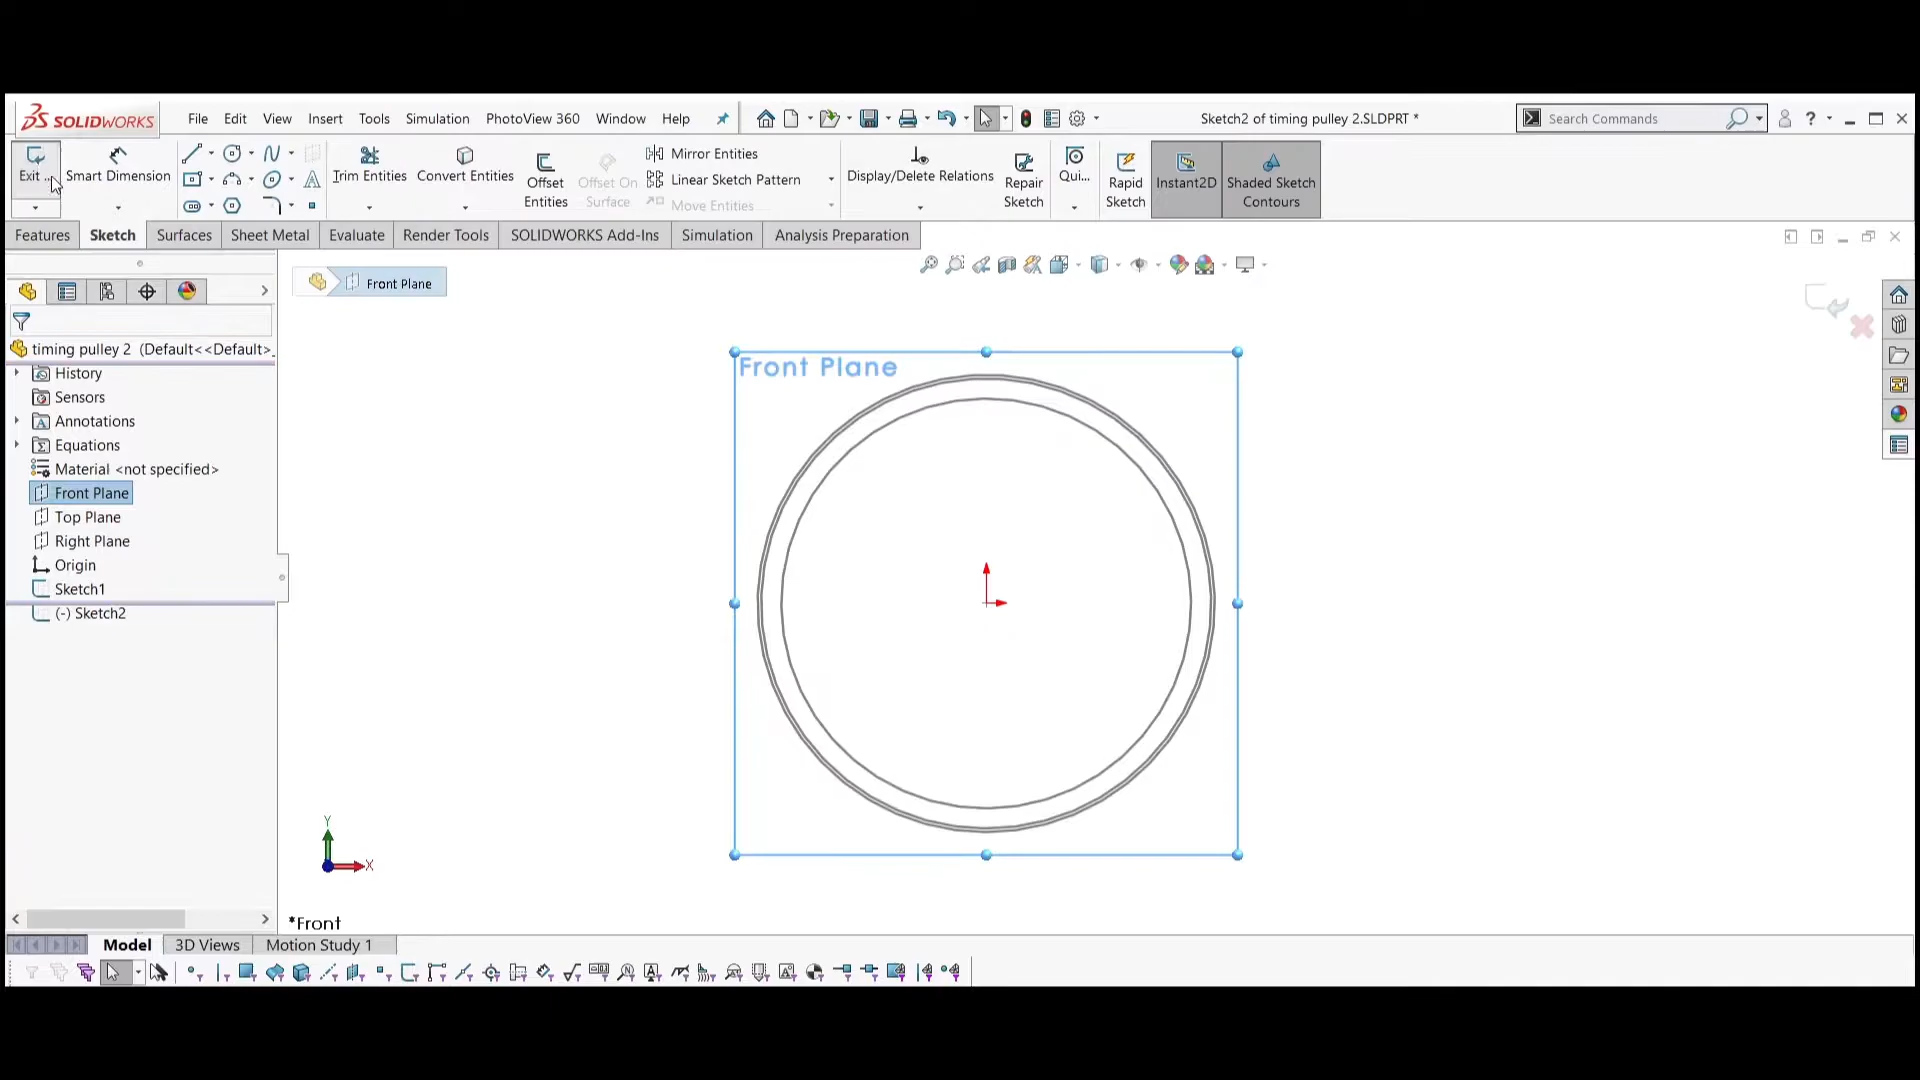 SOLIDWORKS File Edit View Insert Tools Simulation PhotoView 360 Window Help Sketch2 of timing pulley 2.SLDPRT * Search Commands ?
Exit ... Smart Dimension Trim Entities Convert Entities Offset Entities Offset On Surface Mirror Entities Display/Delete Relations Repair Sketch Qui... Rapid Sketch Instant2D Shaded Sketch Contours
Linear Sketch Pattern
Move Entities
Features Sketch Surfaces Sheet Metal Evaluate Render Tools SOLIDWORKS Add-Ins Simulation Analysis Preparation
Front Plane
timing pulley 2 (Default<<Default>_
Front Plane
History
Sensors
Annotations
Equations
Material <not specified>
Front Plane
Top Plane
Right Plane
Origin
Sketch1
(-) Sketch2
Y
X
*Front
Model 3D Views Motion Study 1